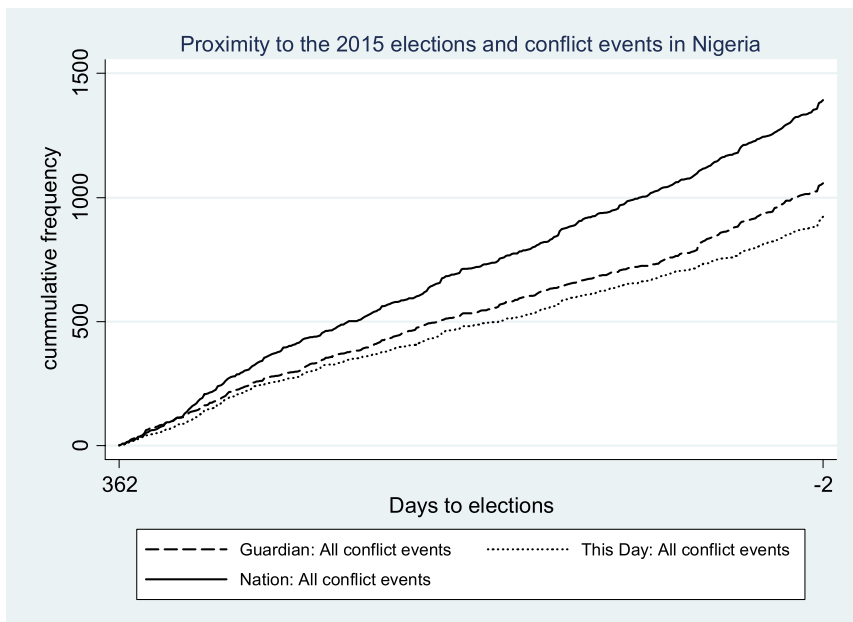 Proximity to the 2015 elections and conflict events in Nigeria
cummulative frequency
1500
1000
500
0
362
-2
Days to elections
Guardian: All conflict events
This Day: All conflict events
Nation: All conflict events